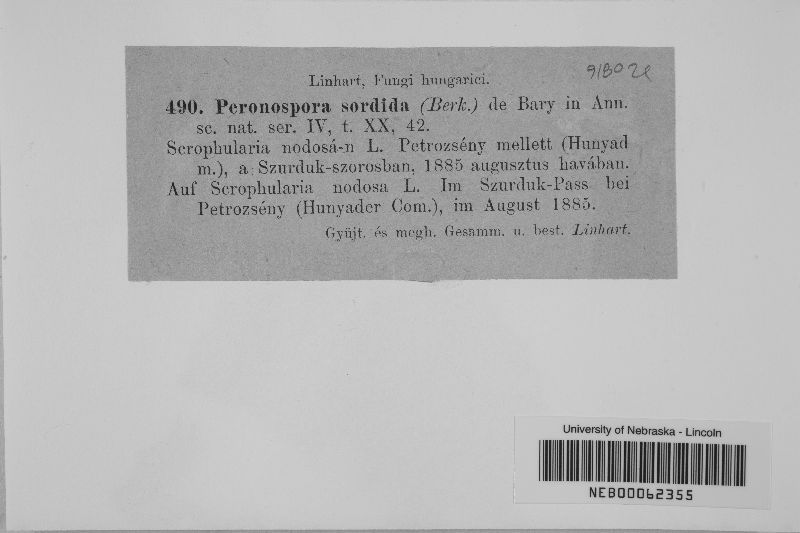 Linhart, Fungi hungarici.
490. Peronospora sordida (Berk.) de Bary in Ann.
sc. nat. ser. IV, t. XX, 42.
Scrophularia nodosá-n L. Petrozsény mellett (Hunyad
m.), a Szurduk-szorosban, 1885 augusztus havában.
Auf Scrophularia nodosa L. Im Szurduk-Pass bei
Petrozsény (Hunyader Com.), im August 1885.
Gyüjt. és megh. Gesamm. u. best. Linhart.
University of Nebraska - Lincoln
NEB00062355